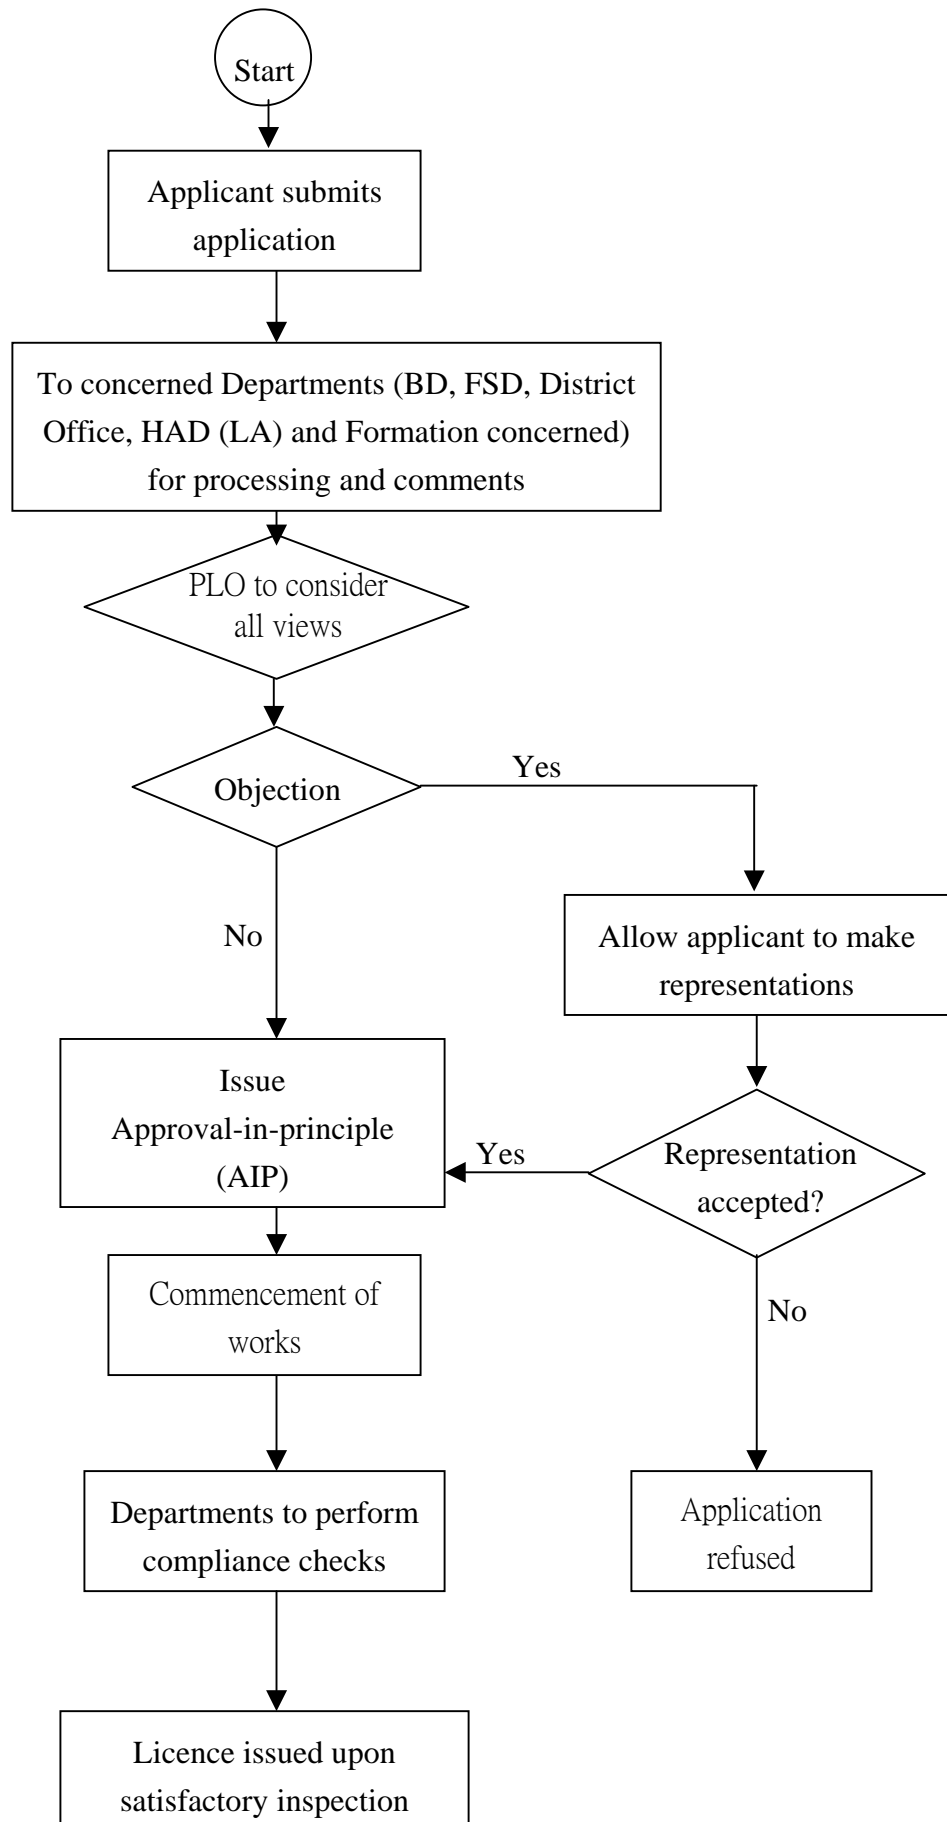 Start
Applicant submits
application
To concerned Departments (BD, FSD, District
Office, HAD (LA) and Formation concerned)
for processing and comments
PLO to consider
all views
Objection
Yes
No
Allow applicant to make
representations
Issue
Approval-in-principle
(AIP)
Yes
Representation
accepted?
Commencement of
works
No
Departments to perform
compliance checks
Application
refused
Licence issued upon
satisfactory inspection